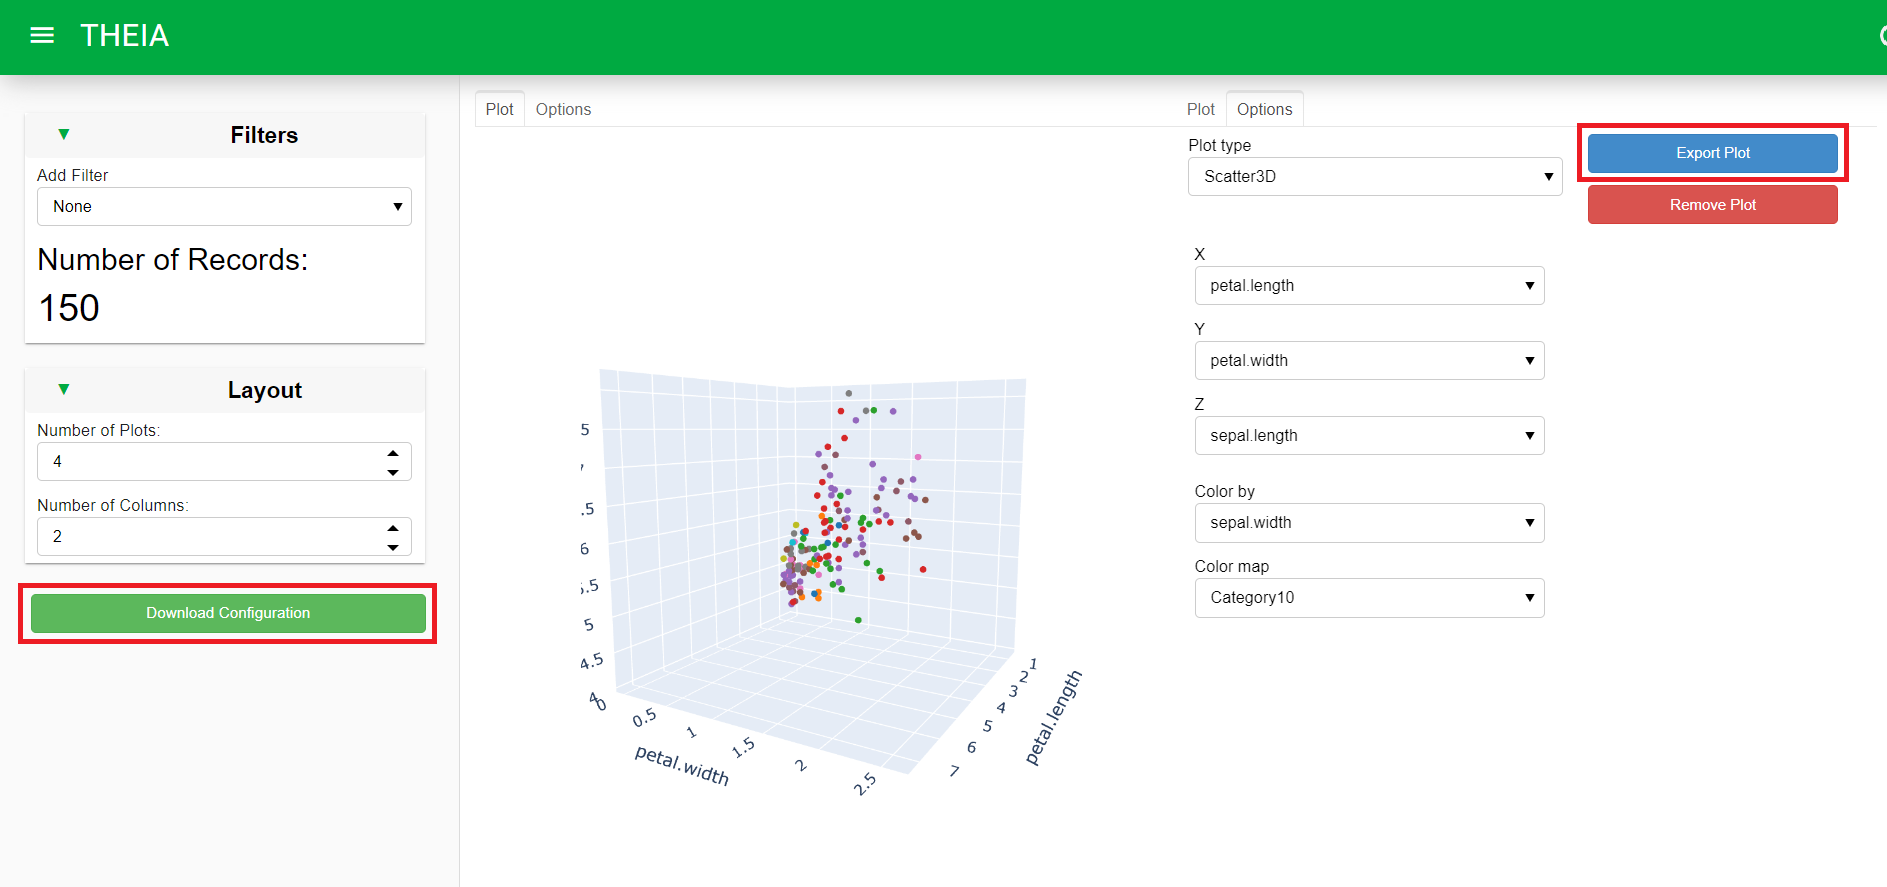 THEIA
Filters
Add Filter
None
Number of Records:
150
Layout
Number of Plots:
4
Number of Columns:
2
Download Configuration
Plot Options
5
.5
6
5
4.5
4
0
0.5
1
1.5
2
2.5
petal.width
1
2
3
4
5
6
7
petal.length
Plot Options
Plot type
Scatter3D
Export Plot
Remove Plot
X
petal.length
Y
petal.width
Z
sepal.length
Color by
sepal.width
Color map
Category10